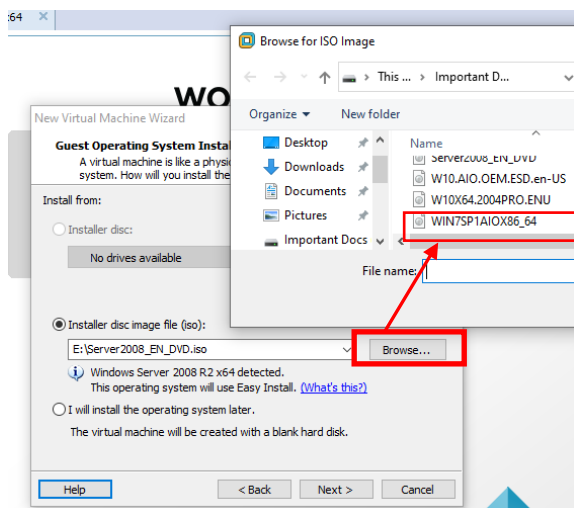 :64 ×
WO
New Virtual Machine Wizard
Guest Operating System Instal
A virtual machine is like a physic
system. How will you install the
Install from:
Installer disc:
No drives available
Installer disc image file (iso):
E:\Server2008_EN_DVD.iso
Browse...
Windows Server 2008 R2 x64 detected.
This operating system will use Easy Install. (What's this?)
I will install the operating system later.
The virtual machine will be created with a blank hard disk.
Help
< Back
Next >
Cancel
Browse for ISO Image
This ... > Important D...
Organize
New folder
Desktop
Downloads
Documents
Pictures
Important Docs
Name
Server2008_EN_DVD
W10.AIO.OEM.ESD.en-US
W10X64.2004PRO.ENU
WIN7SP1AIOX86_64
File name: